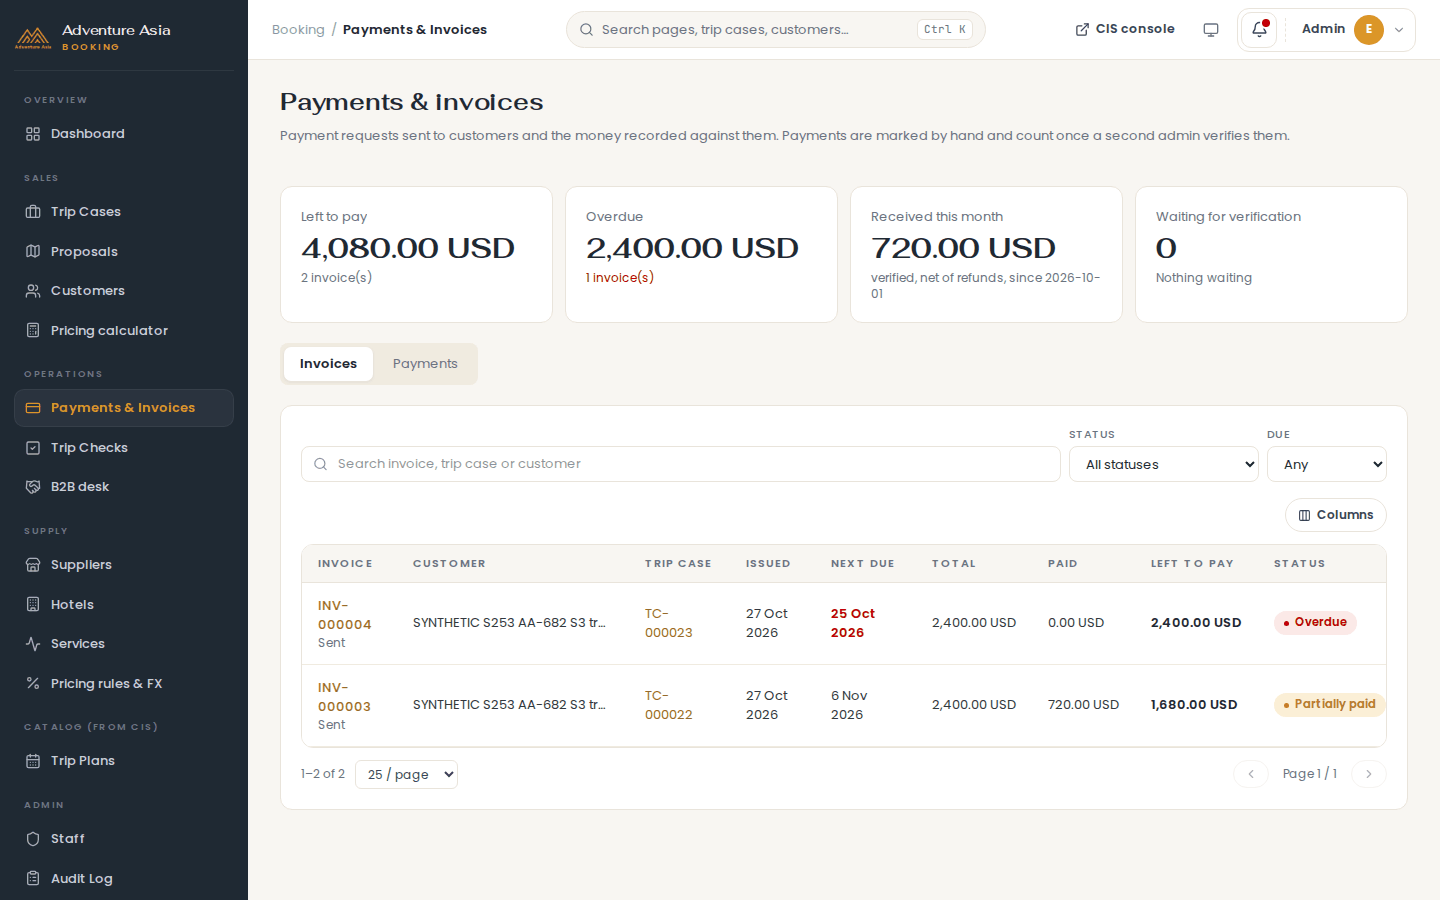 Adventure Asia
Adventure Asia
BOOKING
OVERVIEW
Dashboard
SALES
Trip Cases
Proposals
Customers
Pricing calculator
OPERATIONS
Payments & Invoices
Trip Checks
B2B desk
SUPPLY
Suppliers
Hotels
Services
Pricing rules & FX
CATALOG (FROM CIS)
Trip Plans
ADMIN
Staff
Audit Log
Booking / Payments & Invoices
Search pages, trip cases, customers...
Ctrl K
CIS console
Admin
E
Payments & invoices
Payment requests sent to customers and the money recorded against them. Payments are marked by hand and count once a second admin verifies them.
Left to pay
4,080.00 USD
2 invoice(s)
Overdue
2,400.00 USD
1 invoice(s)
Received this month
720.00 USD
verified, net of refunds, since 2026-10-
01
Waiting for verification
0
Nothing waiting
Invoices
Payments
STATUS
DUE
Search invoice, trip case or customer
All statuses
Any
Columns
INVOICE CUSTOMER TRIP CASE ISSUED NEXT DUE TOTAL PAID LEFT TO PAY STATUS
INV-
000004
Sent
SYNTHETIC S253 AA-682 S3 tr...
TC-
000023
27 Oct
2026
25 Oct
2026
2,400.00 USD
0.00 USD
2,400.00 USD
Overdue
INV-
000003
Sent
SYNTHETIC S253 AA-682 S3 tr...
TC-
000022
27 Oct
2026
6 Nov
2026
2,400.00 USD
720.00 USD
1,680.00 USD
Partially paid
1–2 of 2
25 / page
Page 1 / 1